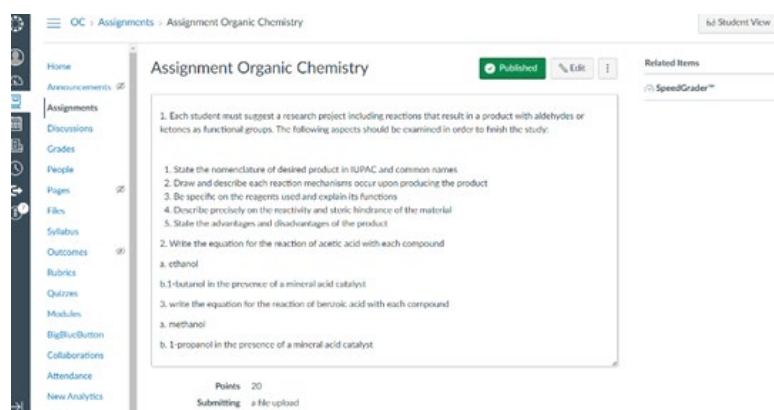 OC › Assignments › Assignment Organic Chemistry
Student View
Home
Announcements
Assignments
Discussions
Grades
People
Pages
Files
Syllabus
Outcomes
Rubrics
Quizzes
Modules
BigBlueButton
Collaborations
Attendance
New Analytics
Assignment Organic Chemistry
Published
Edit
1. Each student must suggest a research project including reactions that result in a product with aldehydes or
ketones as functional groups. The following aspects should be examined in order to finish the study:
1. State the nomenclature of desired product in IUPAC and common names
2. Draw and describe each reaction mechanisms occur upon producing the product
3. Be specific on the reagents used and explain its functions
4. Describe precisely on the reactivity and steric hindrance of the material
5. State the advantages and disadvantages of the product
2. Write the equation for the reaction of acetic acid with each compound
a. ethanol
b.1-butanol in the presence of a mineral acid catalyst
3. write the equation for the reaction of benzoic acid with each compound
a. methanol
b. 1-propanol in the presence of a mineral acid catalyst
Points 20
Submitting a file upload
Related Items
SpeedGrader™